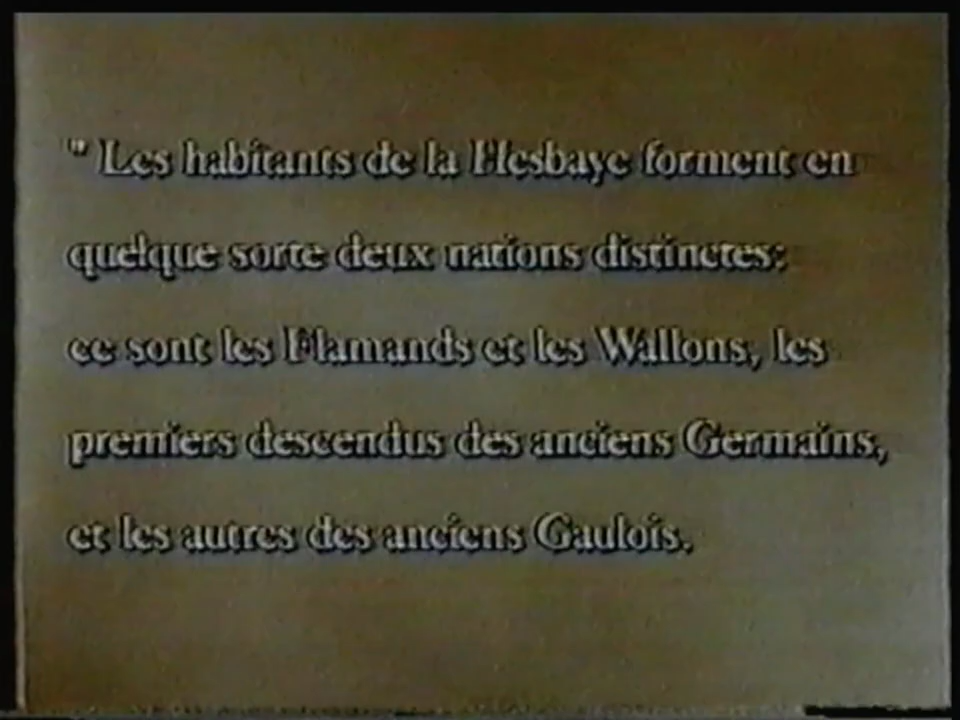 " Les habitants de la Hesbaye forment en
quelque sorte deux nations distinctes:
ce sont les Flamands et les Wallons, les
premiers descendus des anciens Germains,
et les autres des anciens Gaulois.